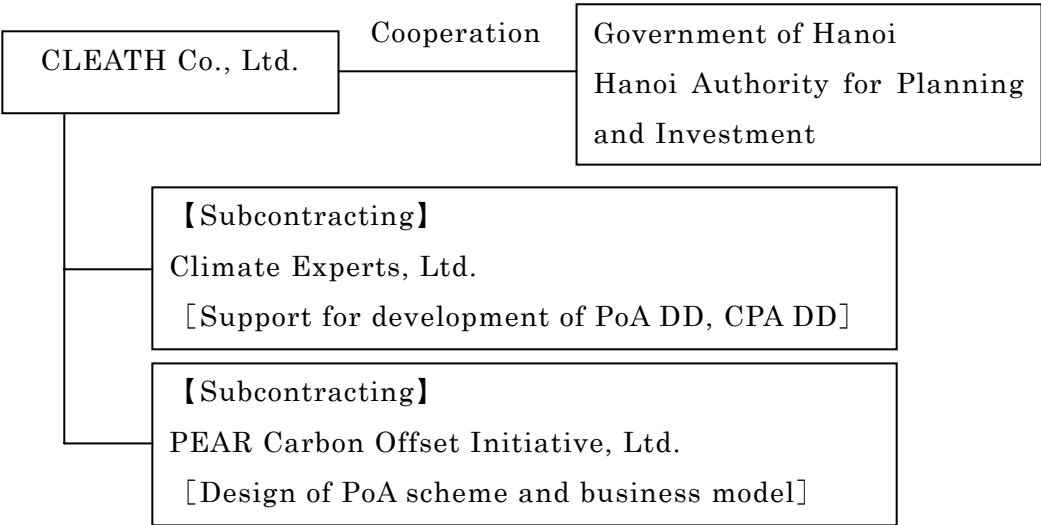 CLEATH Co., Ltd.
Cooperation
Government of Hanoi
Hanoi Authority for Planning
and Investment
【Subcontracting】
Climate Experts, Ltd.
［Support for development of PoA DD, CPA DD］
【Subcontracting】
PEAR Carbon Offset Initiative, Ltd.
［Design of PoA scheme and business model］